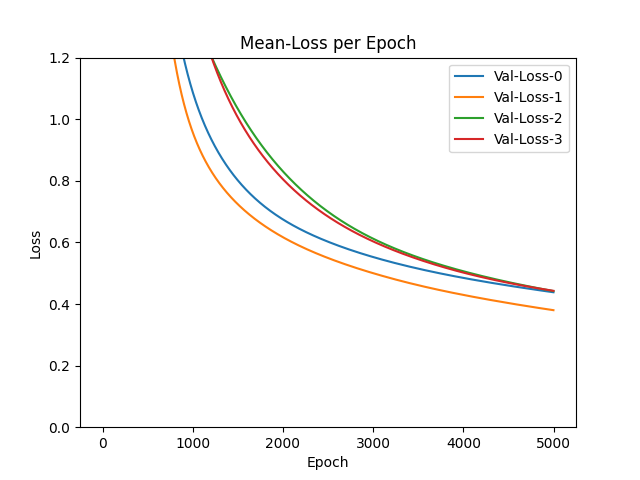 Mean-Loss per Epoch
Val-Loss-0
Val-Loss-1
Val-Loss-2
Val-Loss-3
Loss
1.2
1.0
0.8
0.6
0.4
0.2
0.0
0 1000 2000 3000 4000 5000
Epoch